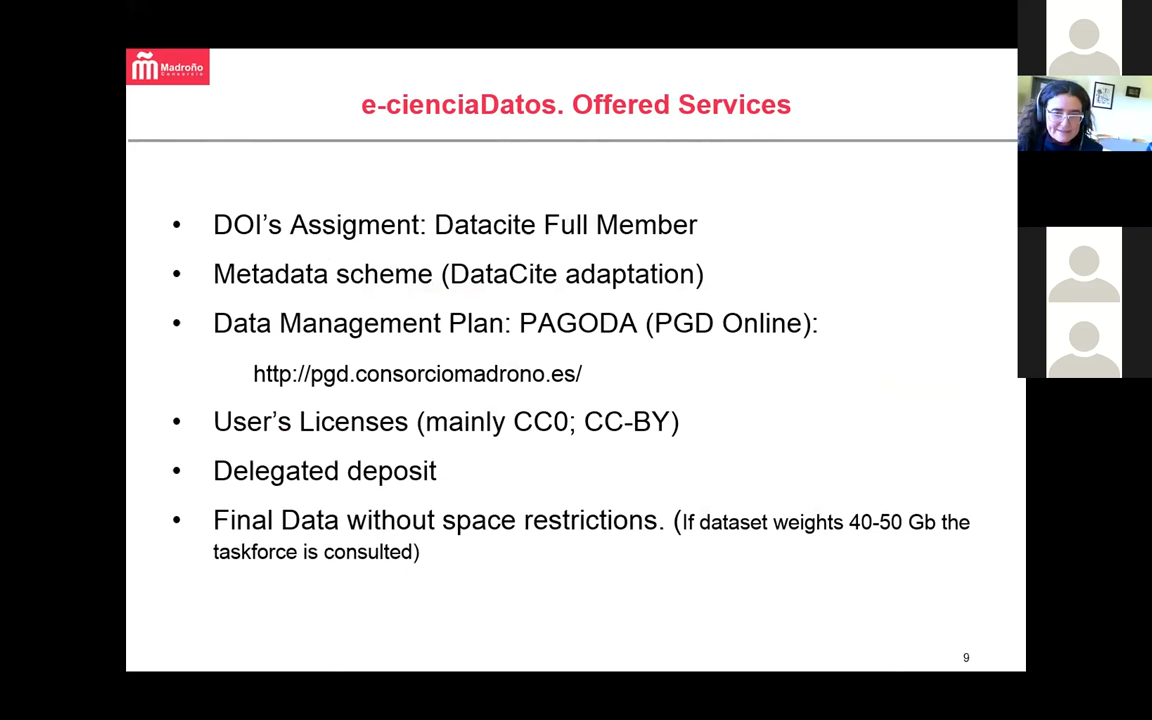 Madroño
Consorcio
e-cienciaDatos. Offered Services
• DOI’s Assigment: Datacite Full Member
• Metadata scheme (DataCite adaptation)
• Data Management Plan: PAGODA (PGD Online):
http://pgd.consorciomadrono.es/
• User’s Licenses (mainly CC0; CC-BY)
• Delegated deposit
• Final Data without space restrictions. (If dataset weights 40-50 Gb the
taskforce is consulted)
9